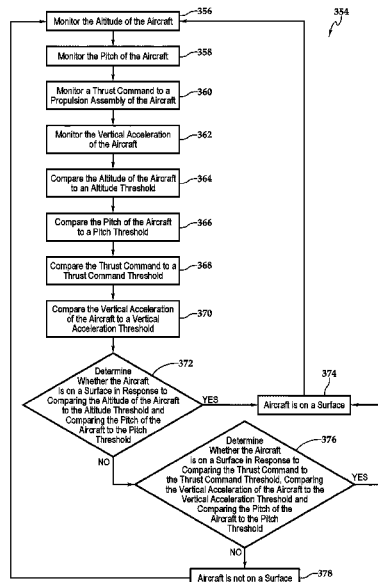 356
354
Monitor the Altitude of the Aircraft
358
Monitor the Pitch of the Aircraft
360
Monitor a Thrust Command to a
Propulsion Assembly of the Aircraft
362
Monitor the Vertical Acceleration
of the Aircraft
364
Compare the Altitude of the Aircraft
to an Altitude Threshold
366
Compare the Pitch of the Aircraft
to a Pitch Threshold
368
Compare the Thrust Command to a
Thrust Command Threshold
370
Compare the Vertical Acceleration
of the Aircraft to a Vertical
Acceleration Threshold
372
Determine
Whether the Aircraft
is on a Surface in Response to
Comparing the Altitude of the Aircraft
to the Altitude Threshold and
Comparing the Pitch of the
Aircraft to the Pitch
Threshold
YES
374
Aircraft is on a Surface
NO
376
Determine
Whether the Aircraft
is on a Surface in Response to
Comparing the Thrust Command to
the Thrust Command Threshold, Comparing
the Vertical Acceleration of the Aircraft to the
Vertical Acceleration Threshold and
Comparing the Pitch of the
Aircraft to the Pitch
Threshold
YES
NO
Aircraft is not on a Surface
378